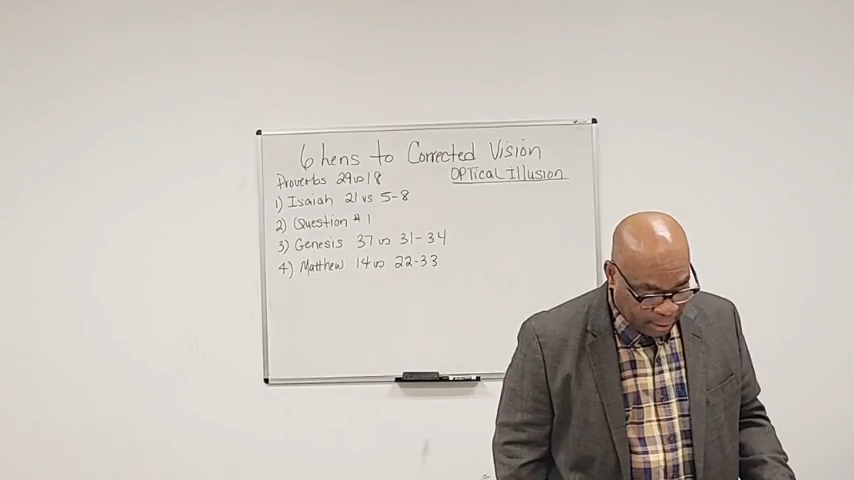 6 hens to Corrected Vision
Proverbs 29 vs 18
OPTical Illusion
1) Isaiah 21 vs 5-8
2) Question # 1
3) Genesis 37 vs 31-34
4) Matthew 14 vs 22-33